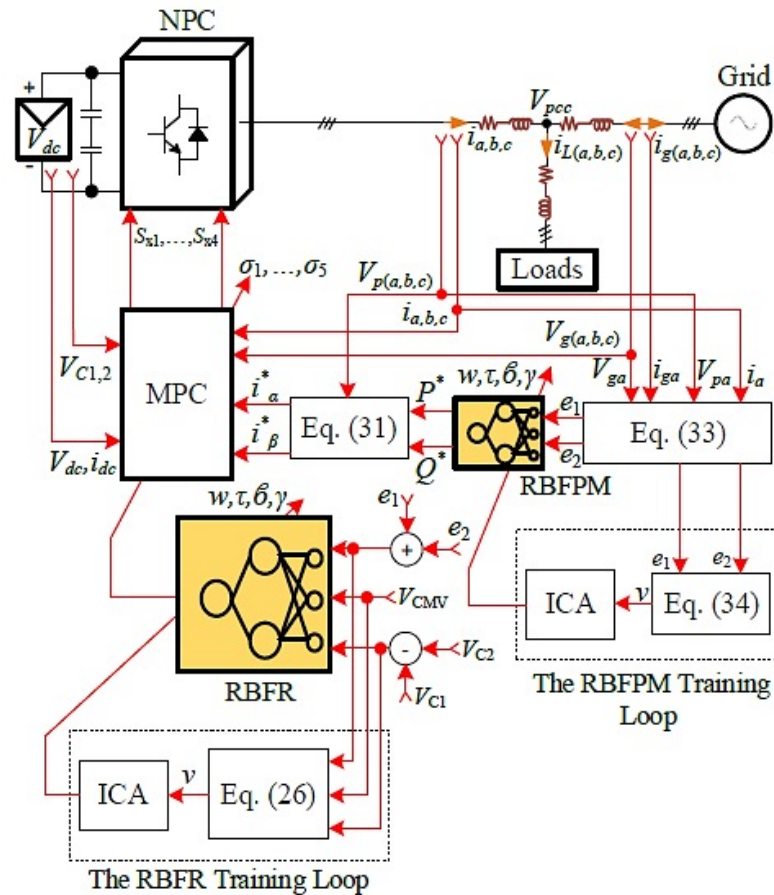 NPC
Grid
+
V_dc
-
V_pcc
i_a,b,c
i_L(a,b,c)
i_g(a,b,c)
S_x1,...,S_x4
Loads
σ_1, ...,σ_5
V_p(a,b,c)
i_a,b,c
V_g(a,b,c)
V_C1,2
MPC
V_ga
i_ga
V_pa
i_a
w,τ,ϐ,γ
i^*_α
P^*
e_1
Eq. (31)
Eq. (33)
i^*_β
Q^*
e_2
V_dc,i_dc
RBFPM
w,τ,ϐ,γ
e_1
e_2
+
e_1
e_2
V_CMV
ICA
v
Eq. (34)
-
V_C2
V_C1
RBFR
The RBFPM Training
Loop
ICA
v
Eq. (26)
The RBFR Training Loop